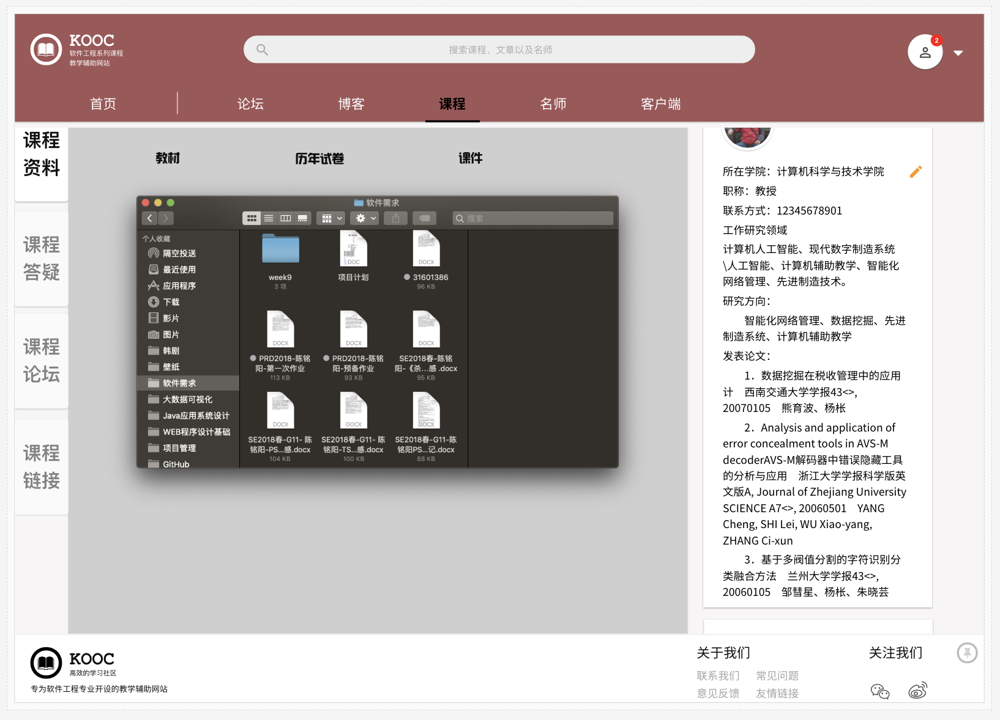 KOOC
软件工程系列课程
教学辅助网站
搜索课程、文章以及名师
2
首页
论坛
博客
课程
名师
客户端
课程
资料
课程
答疑
课程
论坛
课程
链接
教材
历年试卷
课件
软件需求
搜索
个人收藏
隔空投送
最近使用
应用程序
下载
影片
图片
韩剧
壁纸
软件需求
大数据可视化
Java应用系统设计
WEB程序设计基础
项目管理
GitHub
DOC
DOCX
week9
项目计划
31601386
3 项
96 KB
DOCX
DOCX
DOCX
PRD2018-陈铭
阳-第一次作业
113 KB
PRD2018-陈铭
阳-预备作业
93 KB
SE2018春-陈铭
阳-《杀...感 .docx
95 KB
DOCX
DOCX
DOCX
SE2018春-G11- 陈
铭阳-PS...感.docx
104 KB
SE2018春-G11- 陈
铭阳-TS...感.docx
100 KB
SE2018春-G11-陈
铭阳PS...记.docx
88 KB
所在学院：计算机科学与技术学院
职称：教授
联系方式：12345678901
工作研究领域
计算机人工智能、现代数字制造系统
\人工智能、计算机辅助教学、智能化
网络管理、先进制造技术。
研究方向：
智能化网络管理、数据挖掘、先进
制造系统、计算机辅助教学
发表论文：
1．数据挖掘在税收管理中的应用
计　西南交通大学学报43<>,
20070105　熊育波、杨枨
2．Analysis and application of
error concealment tools in AVS-M
decoderAVS-M解码器中错误隐藏工具
的分析与应用　浙江大学学报科学版英
文版A, Journal of Zhejiang University
SCIENCE A7<>, 20060501　YANG
Cheng, SHI Lei, WU Xiao-yang,
ZHANG Ci-xun
3．基于多阀值分割的字符识别分
类融合方法　兰州大学学报43<>,
20060105　邹彗星、杨枨、朱晓芸
KOOC
高效的学习社区
专为软件工程专业开设的教学辅助网站
关于我们
联系我们　常见问题
意见反馈　友情链接
关注我们